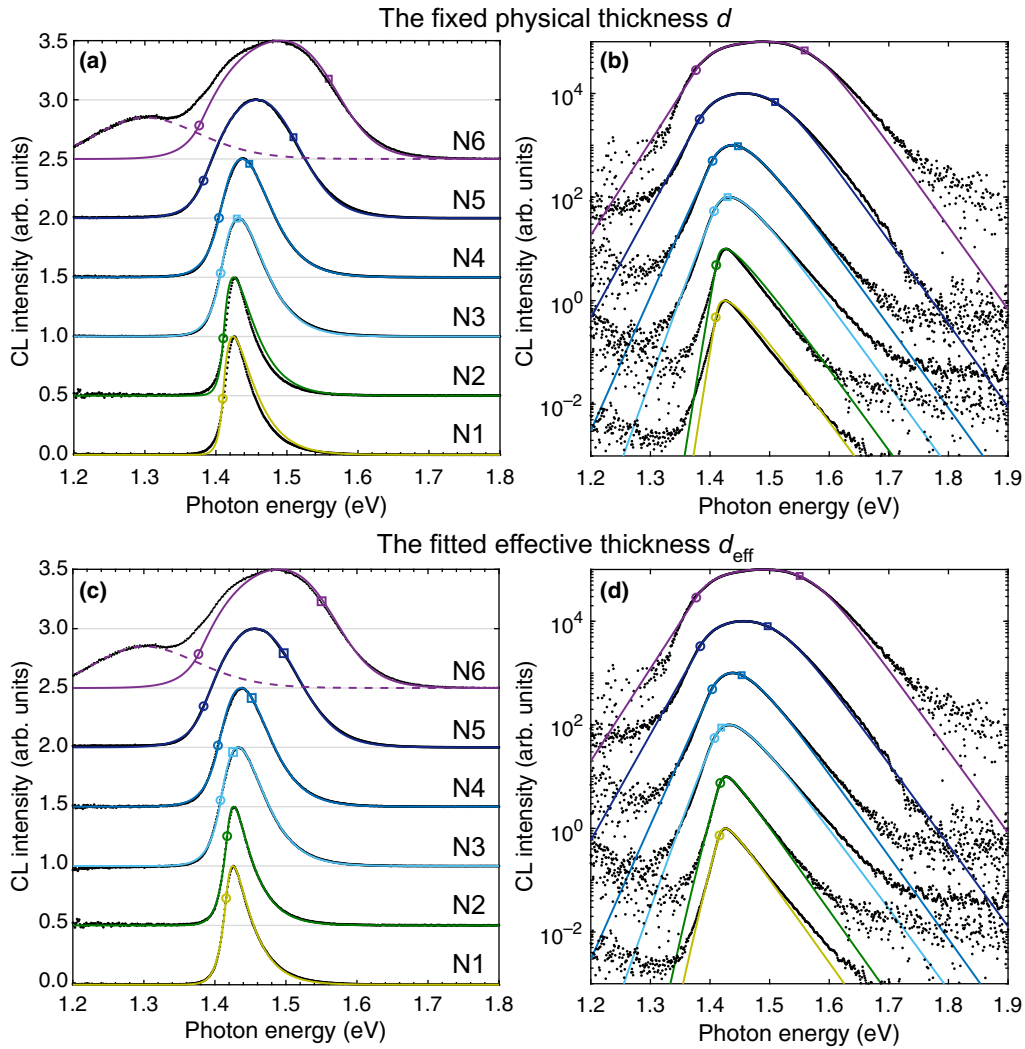 The fixed physical thickness d
(a)
CL intensity (arb. units)
3.5
3.0
2.5
2.0
1.5
1.0
0.5
0.0
N6
N5
N4
N3
N2
N1
1.2 1.3 1.4 1.5 1.6 1.7 1.8
Photon energy (eV)
(b)
CL intensity (arb. units)
10^4
10^2
10^0
10^-2
1.2 1.3 1.4 1.5 1.6 1.7 1.8 1.9
Photon energy (eV)
The fitted effective thickness d_eff
(c)
CL intensity (arb. units)
3.5
3.0
2.5
2.0
1.5
1.0
0.5
0.0
N6
N5
N4
N3
N2
N1
1.2 1.3 1.4 1.5 1.6 1.7 1.8
Photon energy (eV)
(d)
CL intensity (arb. units)
10^4
10^2
10^0
10^-2
1.2 1.3 1.4 1.5 1.6 1.7 1.8 1.9
Photon energy (eV)